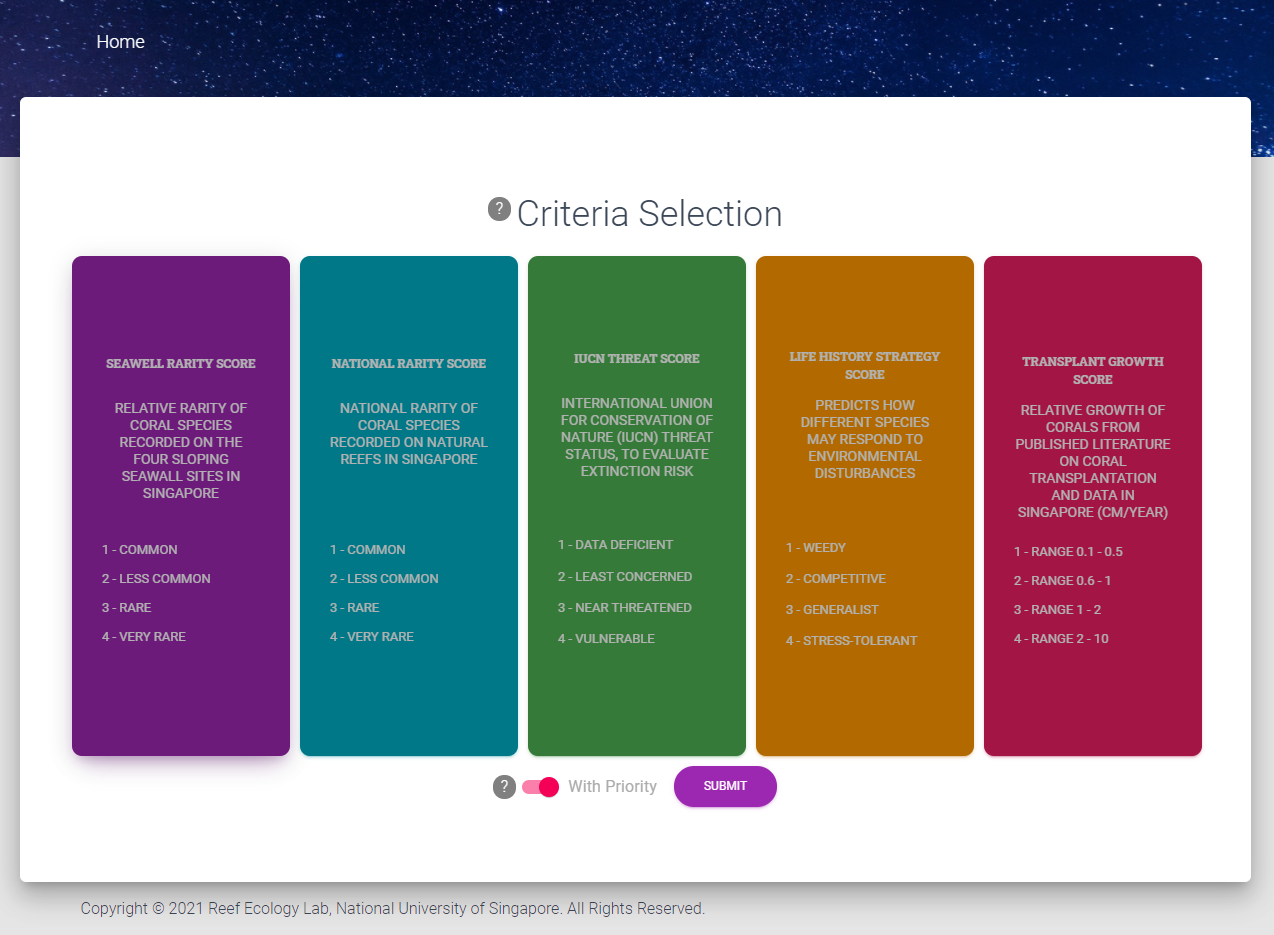 Home
? Criteria Selection
SEAWELL RARITY SCORE
RELATIVE RARITY OF
CORAL SPECIES
RECORDED ON THE
FOUR SLOPING
SEAWALL SITES IN
SINGAPORE
1 - COMMON
2 - LESS COMMON
3 - RARE
4 - VERY RARE
NATIONAL RARITY SCORE
NATIONAL RARITY OF
CORAL SPECIES
RECORDED ON NATURAL
REEFS IN SINGAPORE
1 - COMMON
2 - LESS COMMON
3 - RARE
4 - VERY RARE
IUCN THREAT SCORE
INTERNATIONAL UNION
FOR CONSERVATION OF
NATURE (IUCN) THREAT
STATUS, TO EVALUATE
EXTINCTION RISK
1 - DATA DEFICIENT
2 - LEAST CONCERNED
3 - NEAR THREATENED
4 - VULNERABLE
LIFE HISTORY STRATEGY
SCORE
PREDICTS HOW
DIFFERENT SPECIES
MAY RESPOND TO
ENVIRONMENTAL
DISTURBANCES
1 - WEEDY
2 - COMPETITIVE
3 - GENERALIST
4 - STRESS-TOLERANT
TRANSPLANT GROWTH
SCORE
RELATIVE GROWTH OF
CORALS FROM
PUBLISHED LITERATURE
ON CORAL
TRANSPLANTATION
AND DATA IN
SINGAPORE (CM/YEAR)
1 - RANGE 0.1 - 0.5
2 - RANGE 0.6 - 1
3 - RANGE 1 - 2
4 - RANGE 2 - 10
? With Priority SUBMIT
Copyright © 2021 Reef Ecology Lab, National University of Singapore. All Rights Reserved.